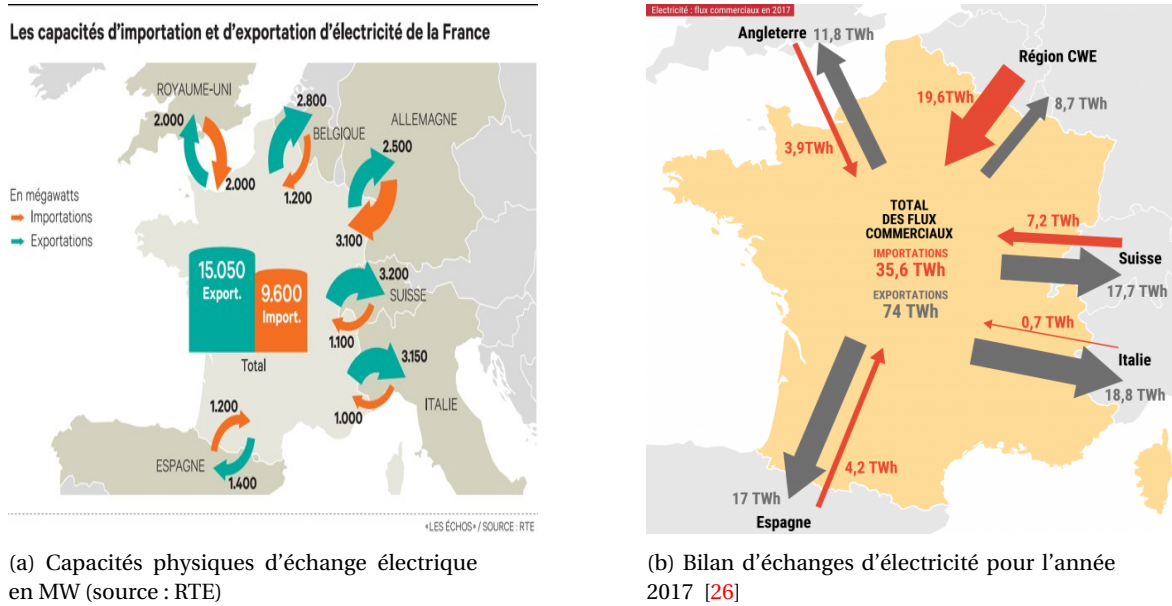 Les capacités d'importation et d'exportation d'électricité de la France
ROYAUME-UNI
2.000
2.000
2.800
BELGIQUE
1.200
ALLEMAGNE
2.500
3.100
En mégawatts
Importations
Exportations
15.050
Export.
9.600
Import.
Total
3.200
SUISSE
1.100
3.150
ITALIE
1.000
1.200
ESPAGNE
1.400
«LES ÉCHOS» / SOURCE : RTE
(a) Capacités physiques d'échange électrique
en MW (source : RTE)
Electricité : flux commerciaux en 2017
Angleterre
11,8 TWh
3,9TWh
Région CWE
19,6TWh
8,7 TWh
TOTAL
DES FLUX
COMMERCIAUX
IMPORTATIONS
35,6 TWh
EXPORTATIONS
74 TWh
7,2 TWh
Suisse
17,7 TWh
0,7 TWh
Italie
18,8 TWh
4,2 TWh
17 TWh
Espagne
(b) Bilan d'échanges d'électricité pour l'année
2017 [26]